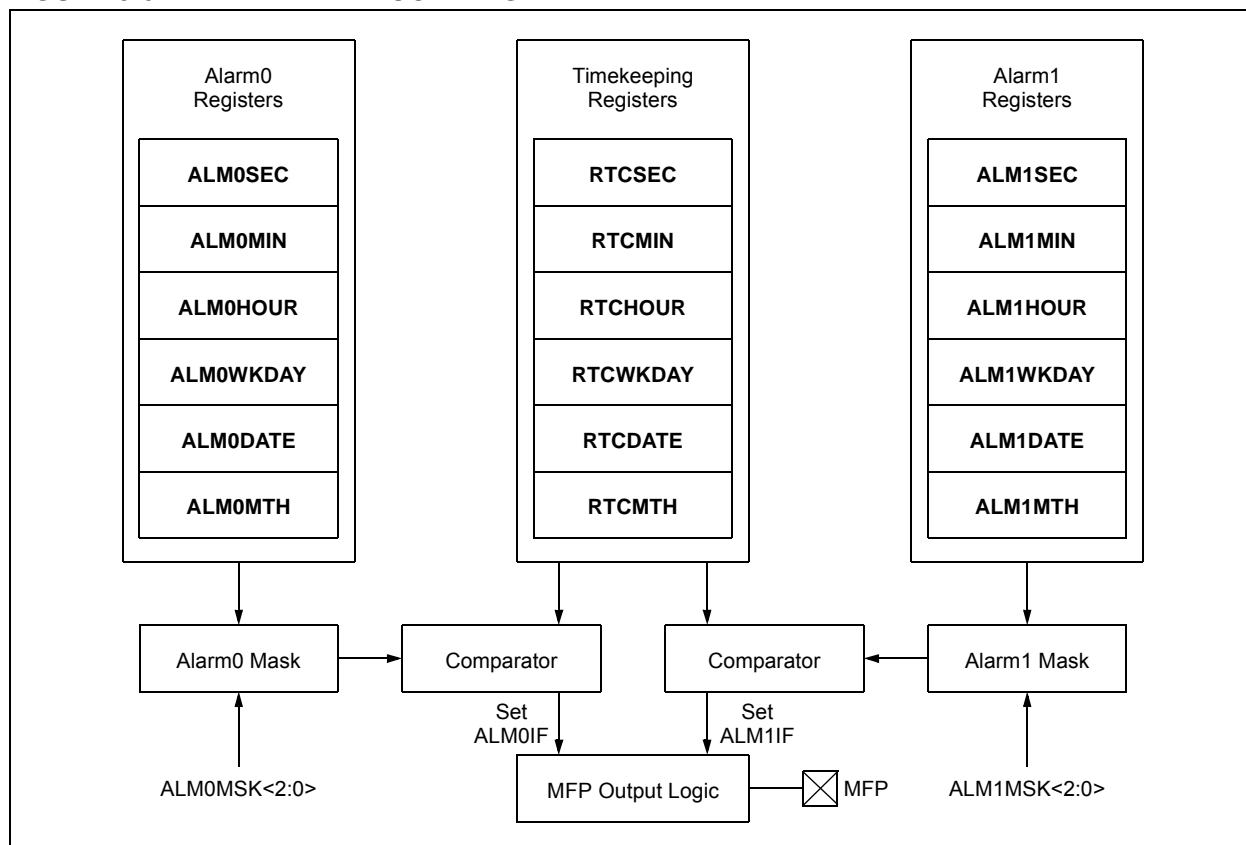 Alarm0
Registers
ALM0SEC
ALM0MIN
ALM0HOUR
ALM0WKDAY
ALM0DATE
ALM0MTH
Timekeeping
Registers
RTCSEC
RTCMIN
RTCHOUR
RTCWKDAY
RTCDATE
RTCMTH
Alarm1
Registers
ALM1SEC
ALM1MIN
ALM1HOUR
ALM1WKDAY
ALM1DATE
ALM1MTH
Alarm0 Mask
Comparator
Comparator
Alarm1 Mask
Set
ALM0IF
Set
ALM1IF
ALM0MSK<2:0>
MFP Output Logic
MFP
ALM1MSK<2:0>